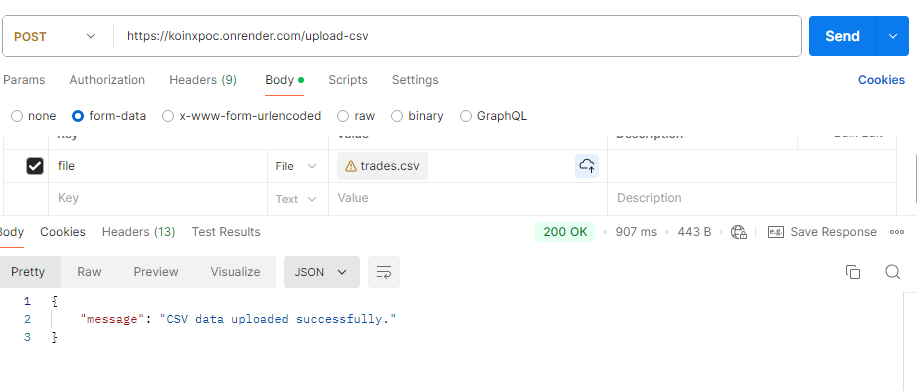 POST https://koinxpoc.onrender.com/upload-csv Send
Params Authorization Headers (9) Body Scripts Settings Cookies
none form-data x-www-form-urlencoded raw binary GraphQL
Key Value Description Bulk Edit
file File trades.csv
Key Text Value Description
Body Cookies Headers (13) Test Results 200 OK • 907 ms • 443 B e.g. Save Response
Pretty Raw Preview Visualize JSON
1 {
2 "message": "CSV data uploaded successfully."
3 }